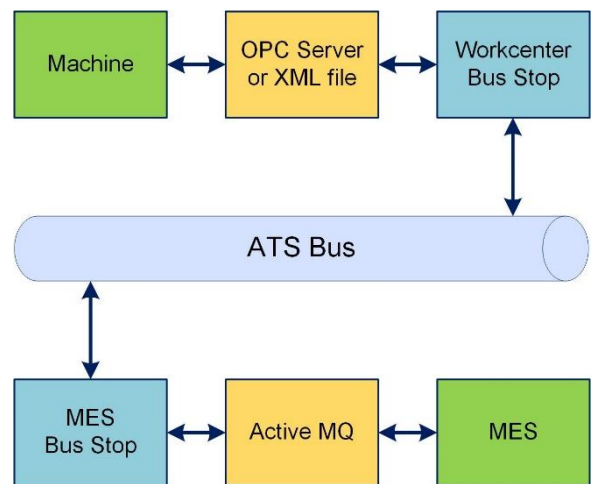 Machine
OPC Server
or XML file
Workcenter
Bus Stop
ATS Bus
MES
Bus Stop
Active MQ
MES